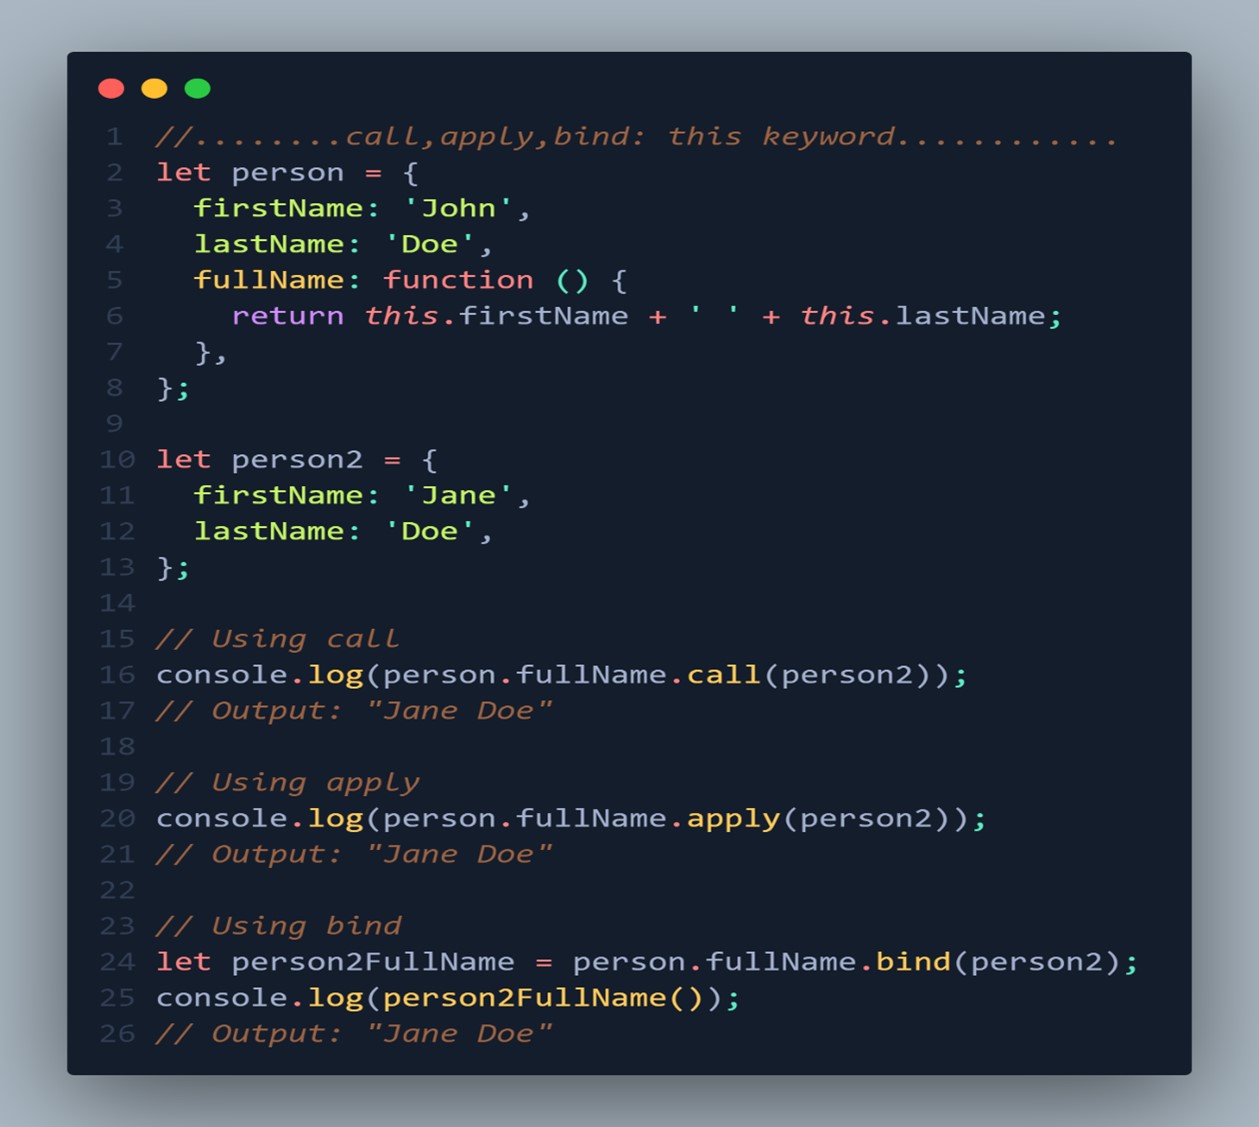 1 //........call,apply,bind: this keyword............
2 let person = {
3   firstName: 'John',
4   lastName: 'Doe',
5   fullName: function () {
6     return this.firstName + ' ' + this.lastName;
7   },
8 };
9
10 let person2 = {
11   firstName: 'Jane',
12   lastName: 'Doe',
13 };
14
15 // Using call
16 console.log(person.fullName.call(person2));
17 // Output: "Jane Doe"
18
19 // Using apply
20 console.log(person.fullName.apply(person2));
21 // Output: "Jane Doe"
22
23 // Using bind
24 let person2FullName = person.fullName.bind(person2);
25 console.log(person2FullName());
26 // Output: "Jane Doe"